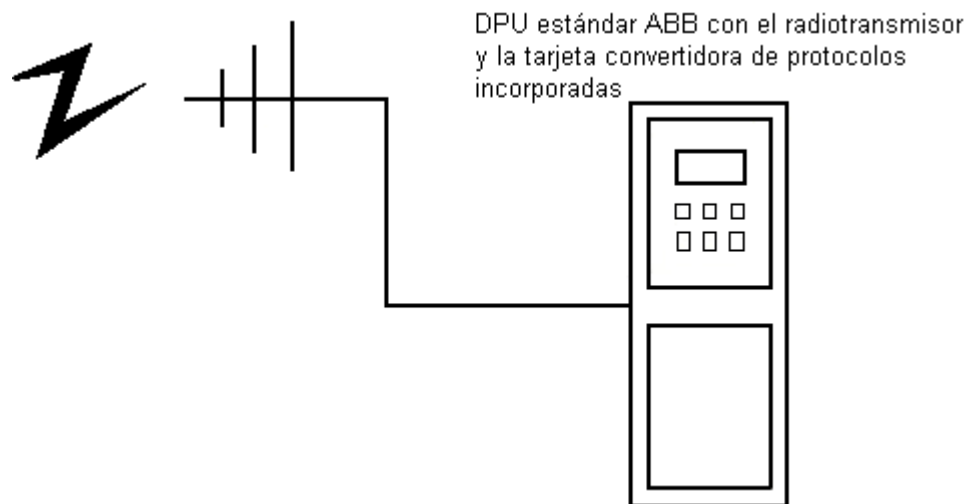 DPU estándar ABB con el radiotransmisor
y la tarjeta convertidora de protocolos
incorporadas